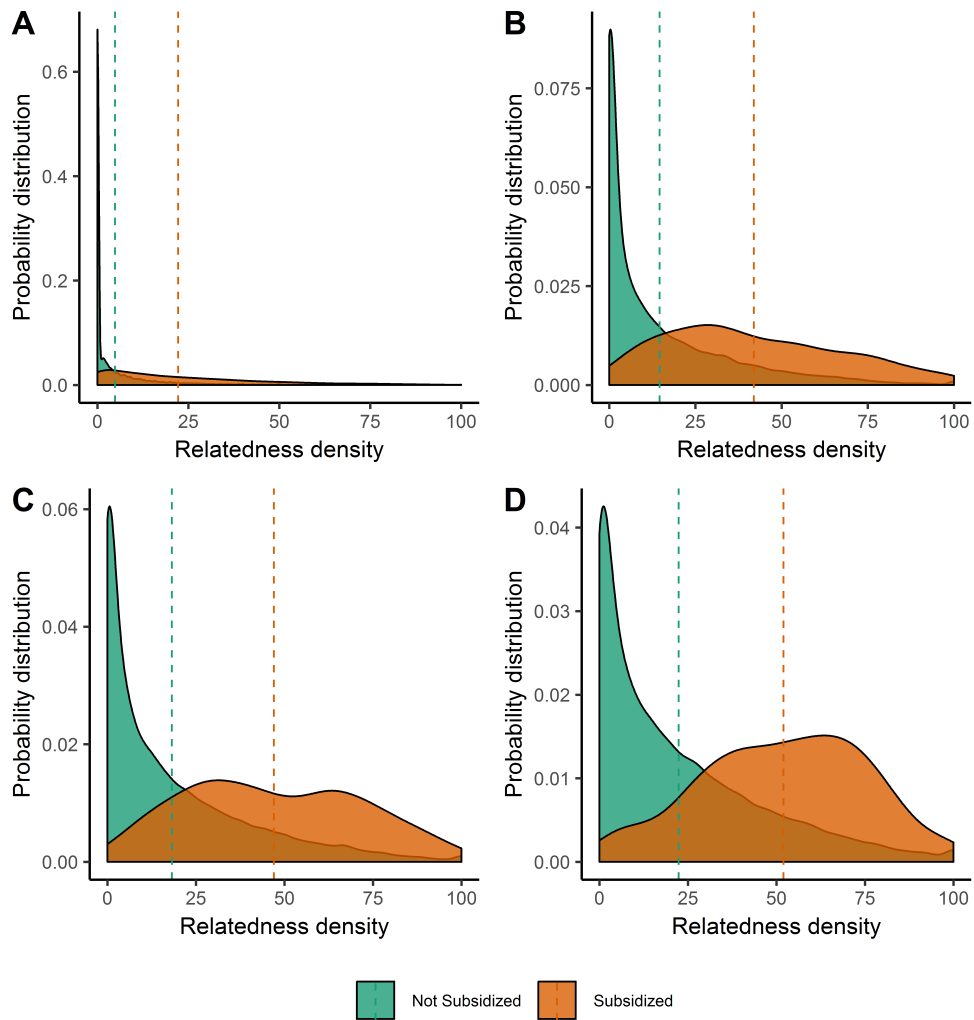 A
Probability distribution
0.6
0.4
0.2
0.0
0 25 50 75 100
Relatedness density
B
Probability distribution
0.075
0.050
0.025
0.000
0 25 50 75 100
Relatedness density
C
Probability distribution
0.06
0.04
0.02
0.00
0 25 50 75 100
Relatedness density
D
Probability distribution
0.04
0.03
0.02
0.01
0.00
0 25 50 75 100
Relatedness density
Not Subsidized Subsidized